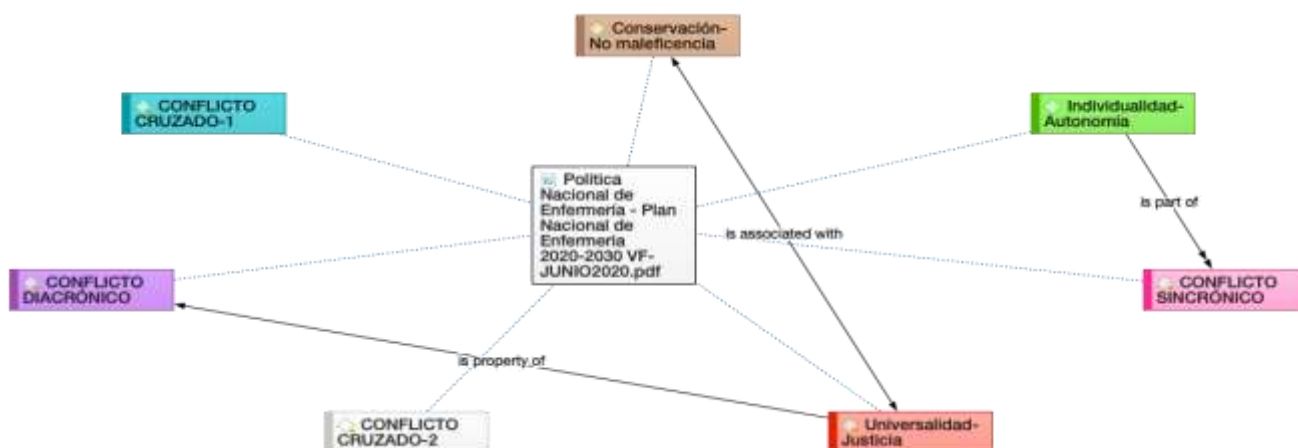 Conservación-
No maleficencia
CONFLICTO
CRUZADO-1
Individualidad-
Autonomía
Política
Nacional de
Enfermería - Plan
Nacional de
Enfermería
2020-2030 VF-
JUNIO2020.pdf
is part of
is associated with
CONFLICTO
DIACRÓNICO
CONFLICTO
SINCRÓNICO
is property of
CONFLICTO
CRUZADO-2
Universalidad-
Justicia